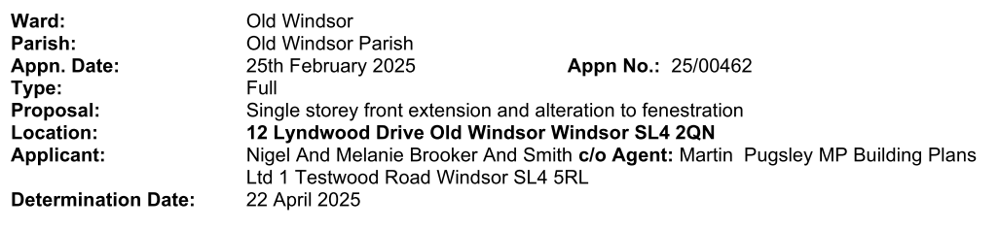 Ward: Old Windsor
Parish: Old Windsor Parish
Appn. Date: 25th February 2025 Appn No.: 25/00462
Type: Full
Proposal: Single storey front extension and alteration to fenestration
Location: 12 Lyndwood Drive Old Windsor Windsor SL4 2QN
Applicant: Nigel And Melanie Brooker And Smith c/o Agent: Martin  Pugsley MP Building Plans
Ltd 1 Testwood Road Windsor SL4 5RL
Determination Date: 22 April 2025